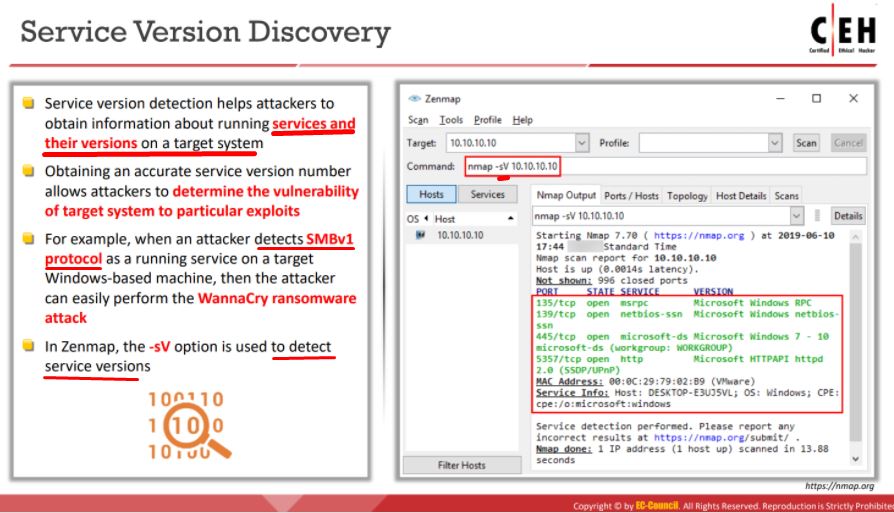 Service Version Discovery
CEH
Certified Ethical Hacker
Service version detection helps attackers to
obtain information about running services and
their versions on a target system
Obtaining an accurate service version number
allows attackers to determine the vulnerability
of target system to particular exploits
For example, when an attacker detects SMBv1
protocol as a running service on a target
Windows-based machine, then the attacker
can easily perform the WannaCry ransomware
attack
In Zenmap, the -sV option is used to detect
service versions
100110
1 10 0
10100
Zenmap
Scan Tools Profile Help
Target: 10.10.10.10 Profile: Scan Cancel
Command: nmap -sV 10.10.10.10
Hosts Services
OS Host
10.10.10.10
Filter Hosts
Nmap Output Ports / Hosts Topology Host Details Scans
nmap -sV 10.10.10.10 Details
Starting Nmap 7.70 ( https://nmap.org ) at 2019-06-10
17:44 Standard Time
Nmap scan report for 10.10.10.10
Host is up (0.0014s latency).
Not shown: 996 closed ports
PORT STATE SERVICE VERSION
135/tcp open msrpc Microsoft Windows RPC
139/tcp open netbios-ssn Microsoft Windows netbios-
ssn
445/tcp open microsoft-ds Microsoft Windows 7 - 10
microsoft-ds (workgroup: WORKGROUP)
5357/tcp open http Microsoft HTTPAPI httpd
2.0 (SSDP/UPnP)
MAC Address: 00:0C:29:79:02:B9 (VMware)
Service Info: Host: DESKTOP-E3UJ5VL; OS: Windows; CPE:
cpe:/o:microsoft:windows
Service detection performed. Please report any
incorrect results at https://nmap.org/submit/ .
Nmap done: 1 IP address (1 host up) scanned in 13.88
seconds
https://nmap.org
Copyright © by EC-Council. All Rights Reserved. Reproduction is Strictly Prohibited